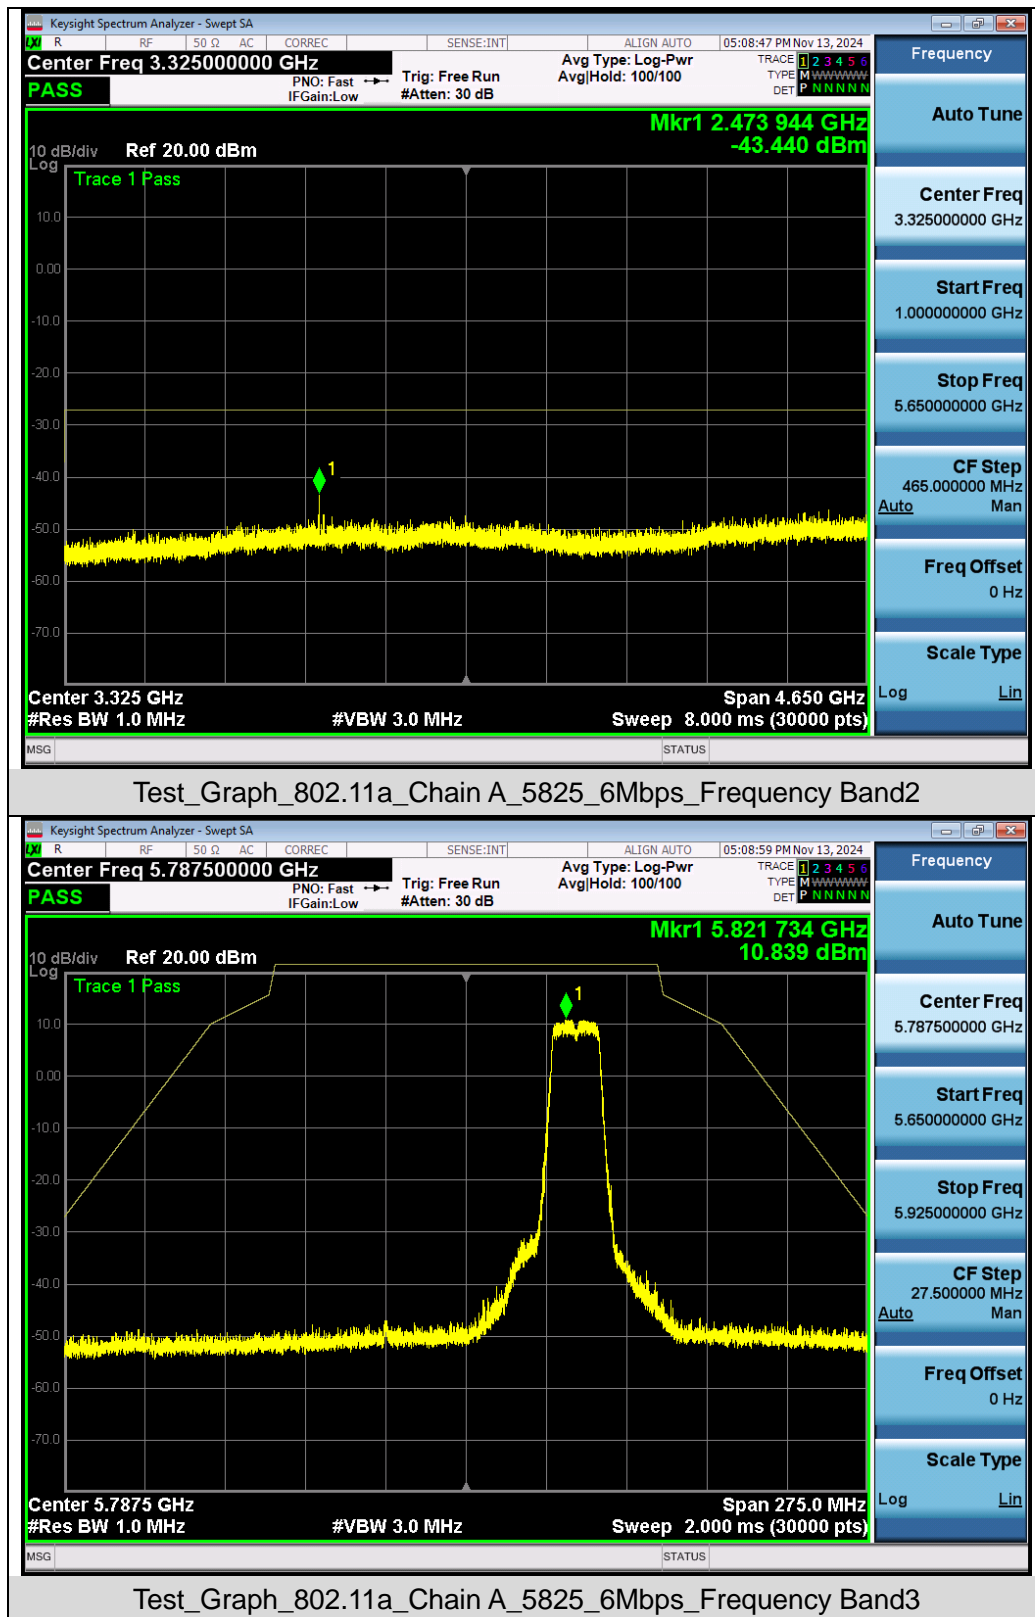 Keysight Spectrum Analyzer - Swept SA
LXI R RF 50 Ω AC CORREC SENSE:INT ALIGN AUTO 05:08:47 PM Nov 13, 2024
Center Freq 3.325000000 GHz
PASS
PNO: Fast
IFGain:Low
Trig: Free Run
#Atten: 30 dB
Avg Type: Log-Pwr
Avg|Hold: 100/100
TRACE 1 2 3 4 5 6
TYPE M WWWWW
DET P N N N N N
Mkr1 2.473 944 GHz
-43.440 dBm
10 dB/div Ref 20.00 dBm
Log
Trace 1 Pass
10.0
0.00
-10.0
-20.0
-30.0
-40.0
-50.0
-60.0
-70.0
1
Center 3.325 GHz Span 4.650 GHz
#Res BW 1.0 MHz #VBW 3.0 MHz Sweep 8.000 ms (30000 pts)
MSG STATUS
Frequency
Auto Tune
Center Freq
3.325000000 GHz
Start Freq
1.000000000 GHz
Stop Freq
5.650000000 GHz
CF Step
465.000000 MHz
Auto Man
Freq Offset
0 Hz
Scale Type
Log Lin
Test_Graph_802.11a_Chain A_5825_6Mbps_Frequency Band2
Keysight Spectrum Analyzer - Swept SA
LXI R RF 50 Ω AC CORREC SENSE:INT ALIGN AUTO 05:08:59 PM Nov 13, 2024
Center Freq 5.787500000 GHz
PASS
PNO: Fast
IFGain:Low
Trig: Free Run
#Atten: 30 dB
Avg Type: Log-Pwr
Avg|Hold: 100/100
TRACE 1 2 3 4 5 6
TYPE M WWWWW
DET P N N N N N
Mkr1 5.821 734 GHz
10.839 dBm
10 dB/div Ref 20.00 dBm
Log
Trace 1 Pass
10.0
0.00
-10.0
-20.0
-30.0
-40.0
-50.0
-60.0
-70.0
1
Center 5.7875 GHz Span 275.0 MHz
#Res BW 1.0 MHz #VBW 3.0 MHz Sweep 2.000 ms (30000 pts)
MSG STATUS
Frequency
Auto Tune
Center Freq
5.787500000 GHz
Start Freq
5.650000000 GHz
Stop Freq
5.925000000 GHz
CF Step
27.500000 MHz
Auto Man
Freq Offset
0 Hz
Scale Type
Log Lin
Test_Graph_802.11a_Chain A_5825_6Mbps_Frequency Band3